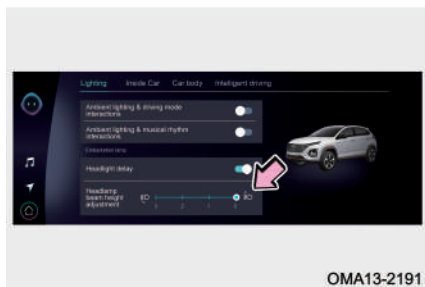 Lighting Inside Car Car body Intelligent driving
Ambient lighting & driving mode
interactions
Ambient lighting & musical rhythm
interactions
Headlight delay
Headlamp
beam height
adjustment
OMA13-2191